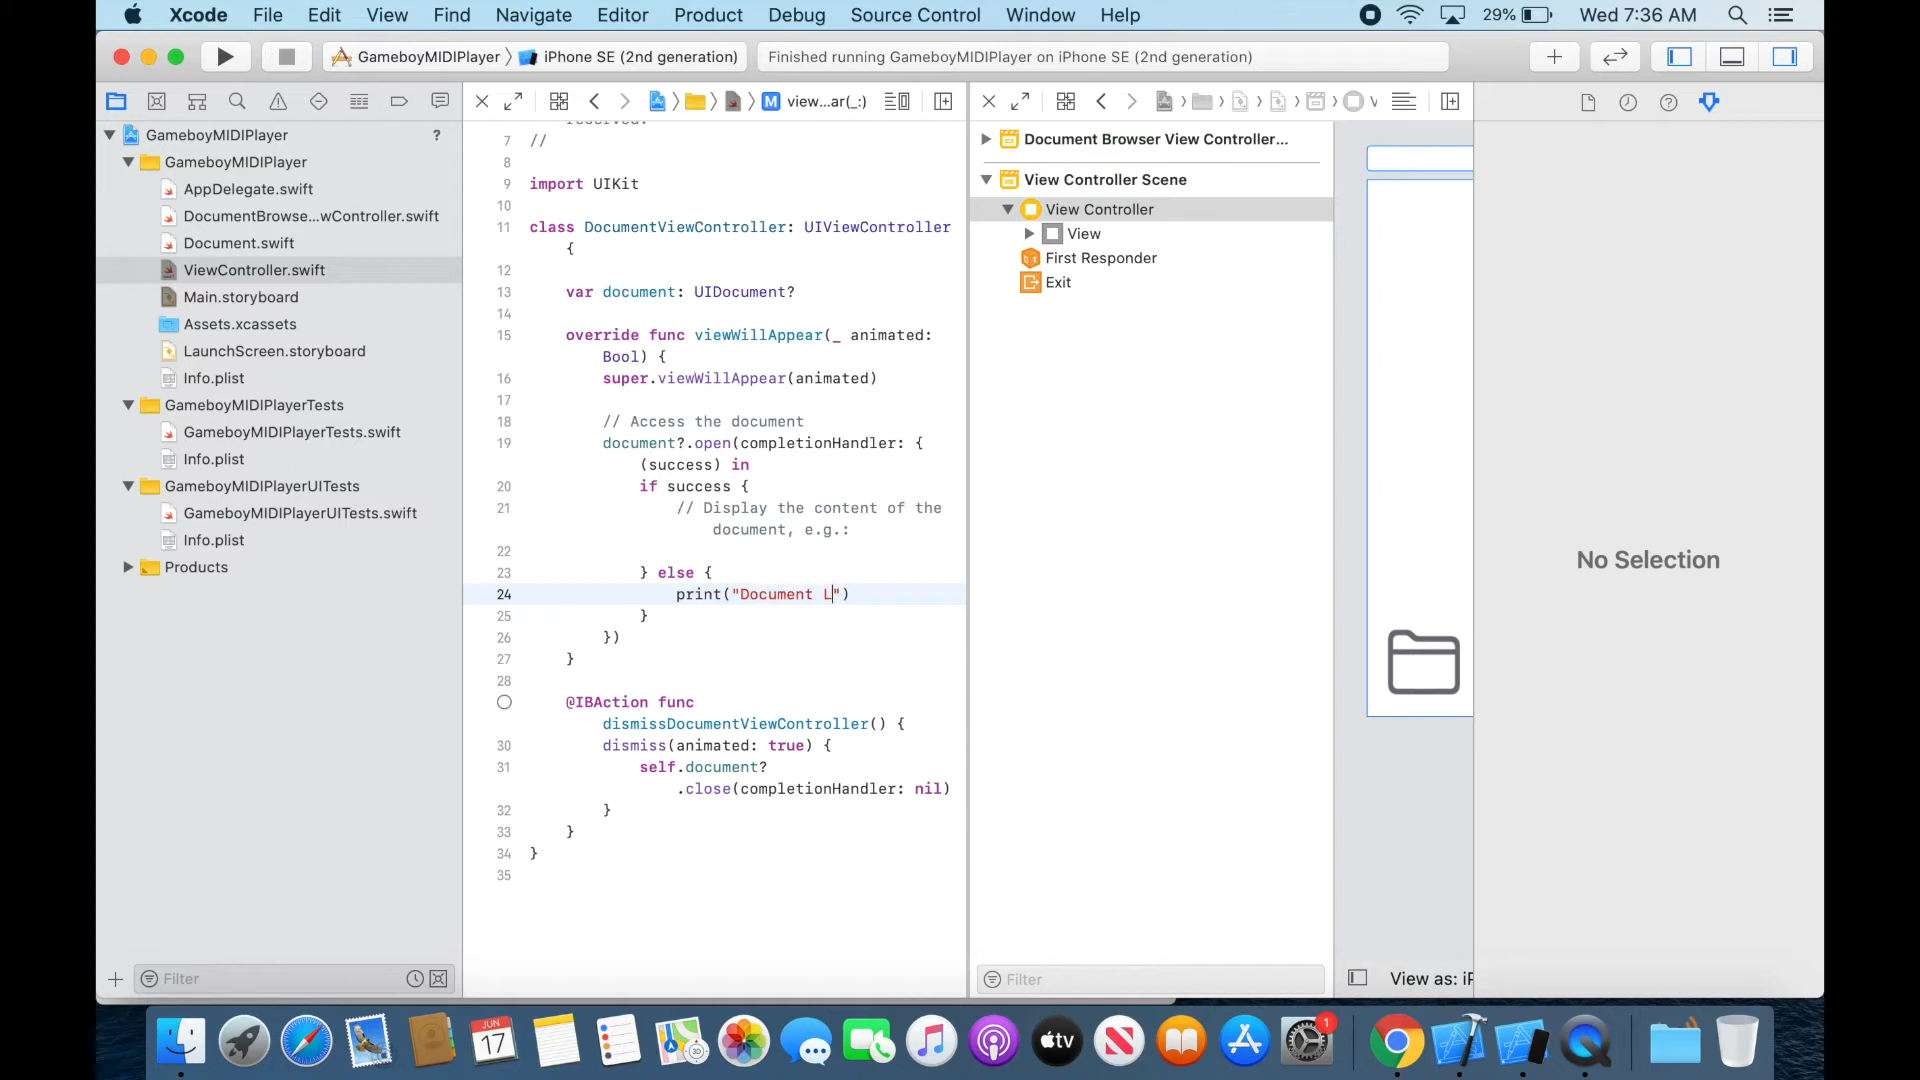 Xcode File Edit View Find Navigate Editor Product Debug Source Control Window Help 29% Wed 7:36 AM
GameboyMIDIPlayer iPhone SE (2nd generation) Finished running GameboyMIDIPlayer on iPhone SE (2nd generation)
M view...ar(_:)
GameboyMIDIPlayer ?
GameboyMIDIPlayer
AppDelegate.swift
DocumentBrowse...wController.swift
Document.swift
ViewController.swift
Main.storyboard
Assets.xcassets
LaunchScreen.storyboard
Info.plist
GameboyMIDIPlayerTests
GameboyMIDIPlayerTests.swift
Info.plist
GameboyMIDIPlayerUITests
GameboyMIDIPlayerUITests.swift
Info.plist
Products
Filter
reserved.
7 //
8
9 import UIKit
10
11 class DocumentViewController: UIViewController
{
12
13 var document: UIDocument?
14
15 override func viewWillAppear(_ animated:
Bool) {
16 super.viewWillAppear(animated)
17
18 // Access the document
19 document?.open(completionHandler: {
(success) in
20 if success {
21 // Display the content of the
document, e.g.:
22
23 } else {
24 print("Document L")
25 }
26 })
27 }
28
@IBAction func
dismissDocumentViewController() {
30 dismiss(animated: true) {
31 self.document?
.close(completionHandler: nil)
32 }
33 }
34 }
35
Document Browser View Controller...
View Controller Scene
View Controller
View
First Responder
Exit
Filter
View as: iP
No Selection
JUN
17
tv
1